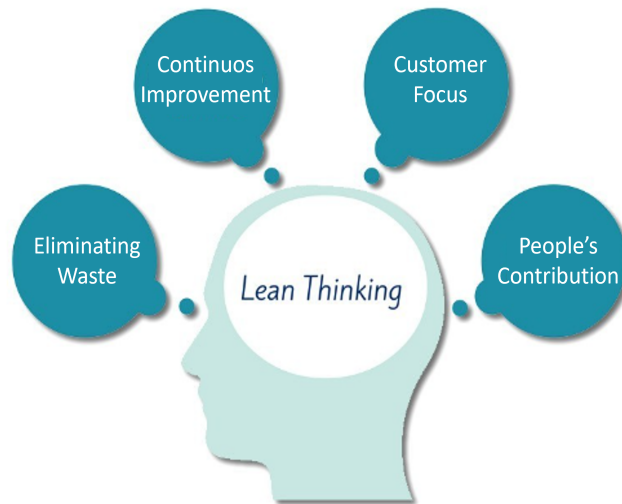 Continuos
Improvement
Customer
Focus
Eliminating
Waste
People’s
Contribution
Lean Thinking